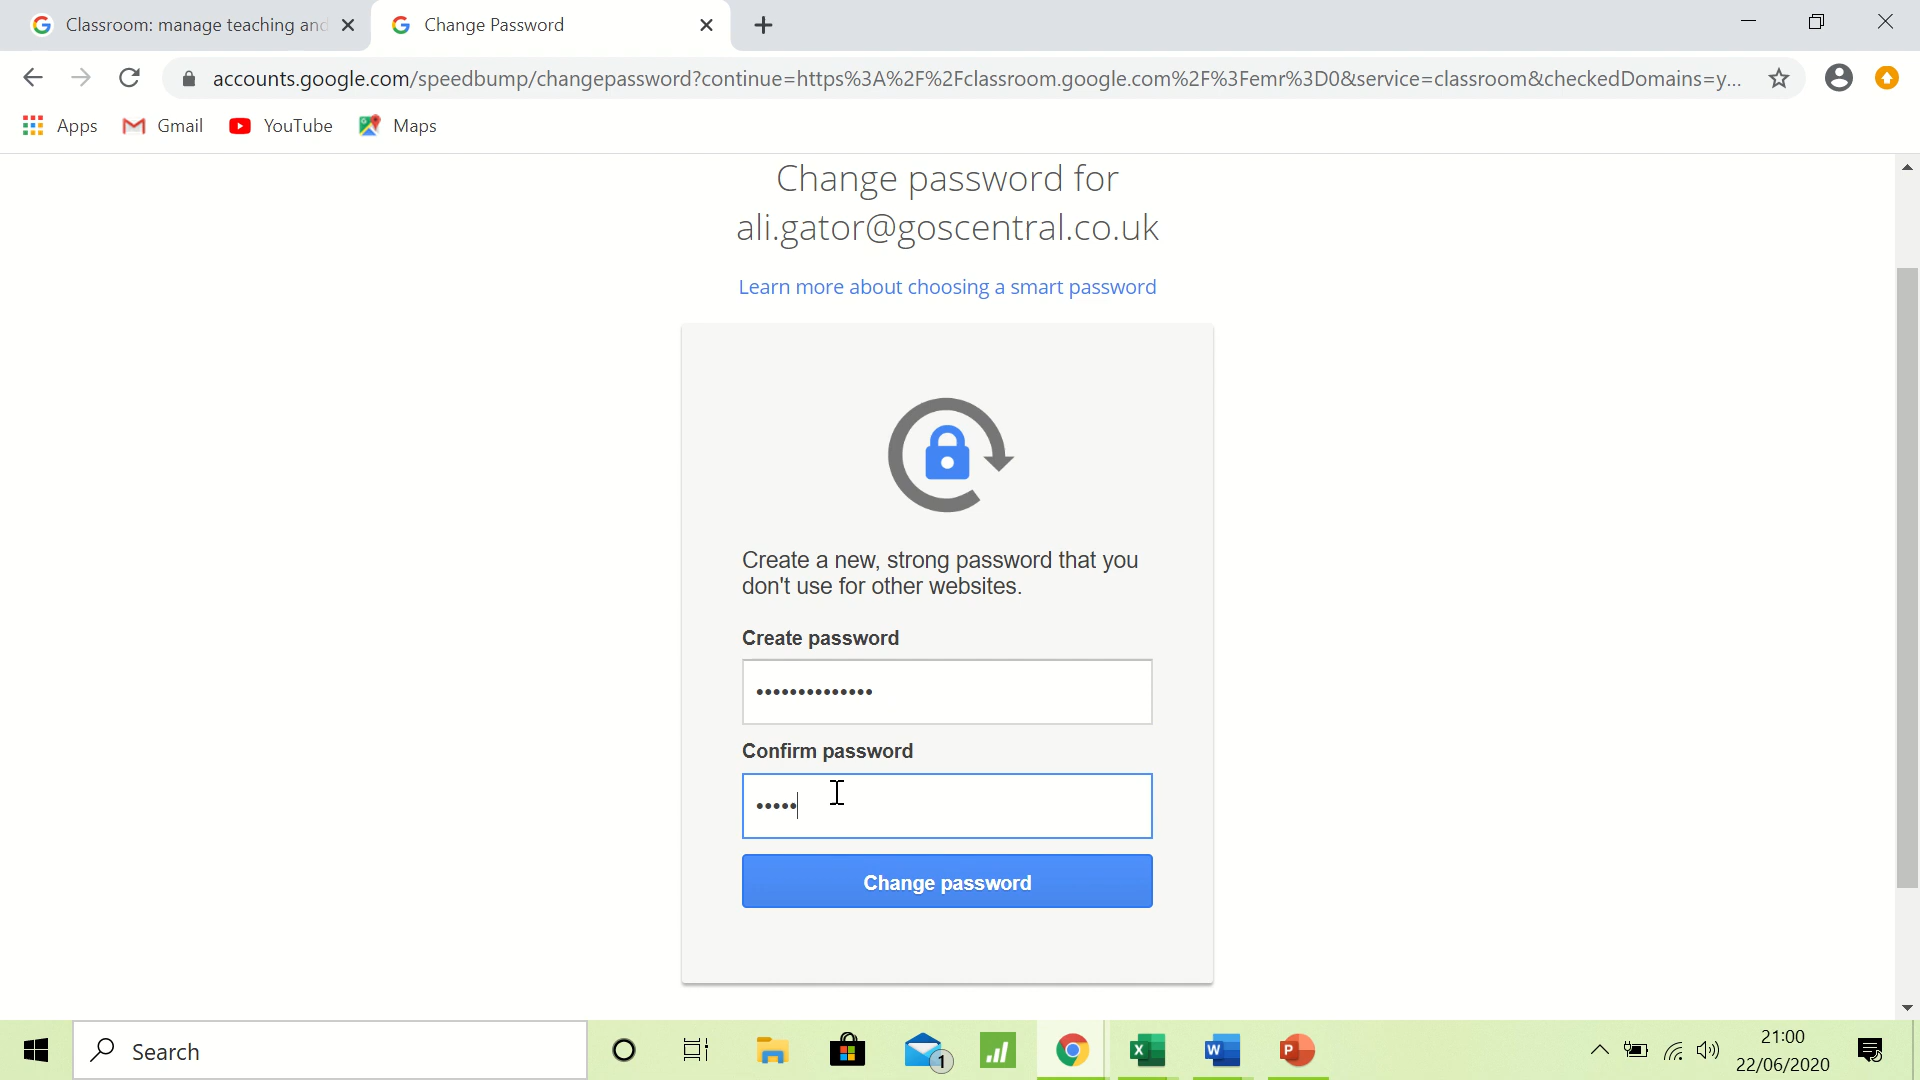 Classroom: manage teaching and
Change Password
accounts.google.com/speedbump/changepassword?continue=https%3A%2F%2Fclassroom.google.com%2F%3Femr%3D0&service=classroom&checkedDomains=y...
Apps Gmail YouTube Maps
Change password for
ali.gator@goscentral.co.uk
Learn more about choosing a smart password
Create a new, strong password that you
don't use for other websites.
Create password
••••••••••••••
Confirm password
•••••
Change password
Search
1
21:00
22/06/2020